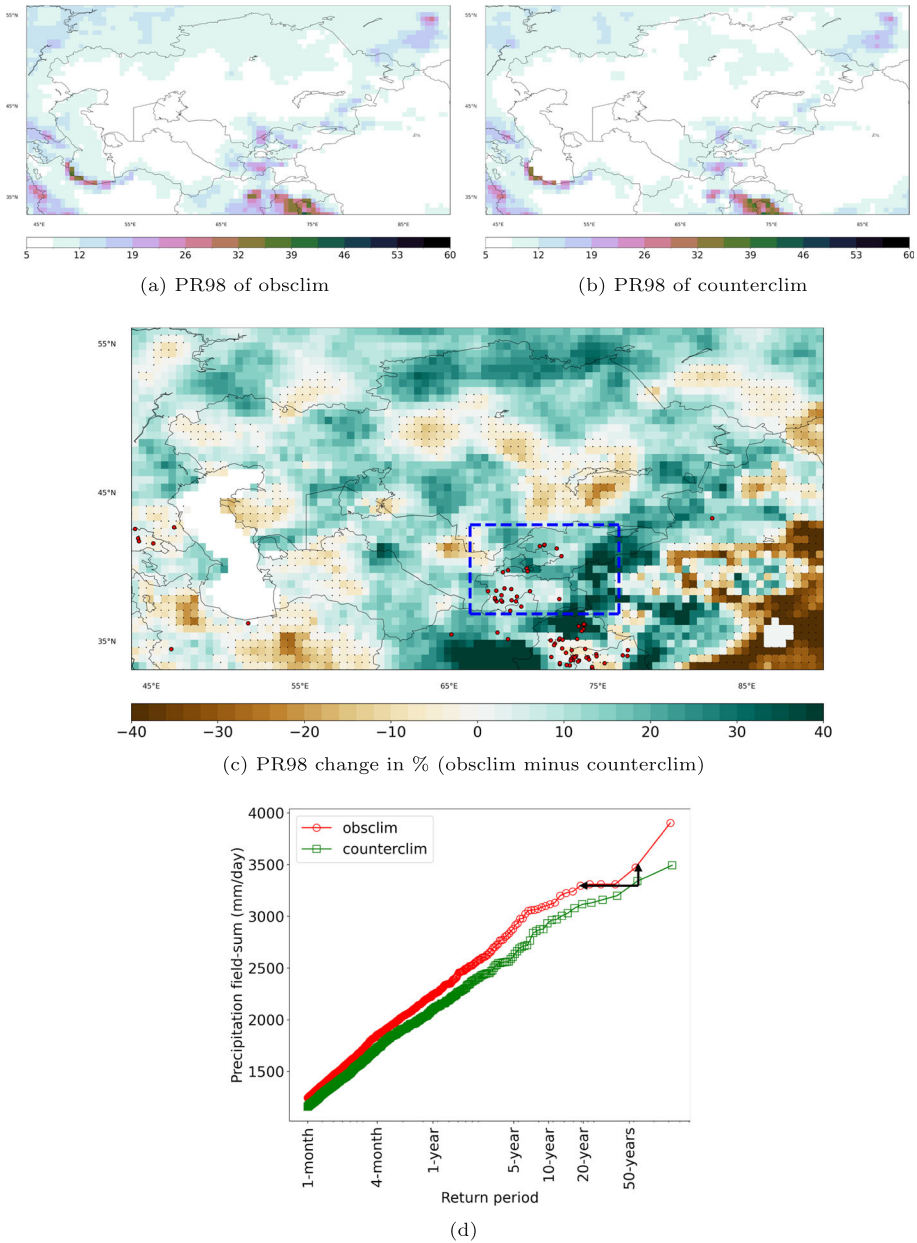 55°N
45°N
35°N
45°E 55°E 65°E 75°E 85°E
5 12 19 26 32 39 46 53 60
(a) PR98 of obsclim
55°N
45°N
35°N
45°E 55°E 65°E 75°E 85°E
5 12 19 26 32 39 46 53 60
(b) PR98 of counterclim
55°N
45°N
35°N
45°E 55°E 65°E 75°E 85°E
−40 −30 −20 −10 0 10 20 30 40
(c) PR98 change in % (obsclim minus counterclim)
4000
3500
3000
2500
2000
1500
Precipitation field-sum (mm/day)
obsclim
counterclim
1-month 4-month 1-year 5-year 10-year 20-year 50-years
Return period
(d)